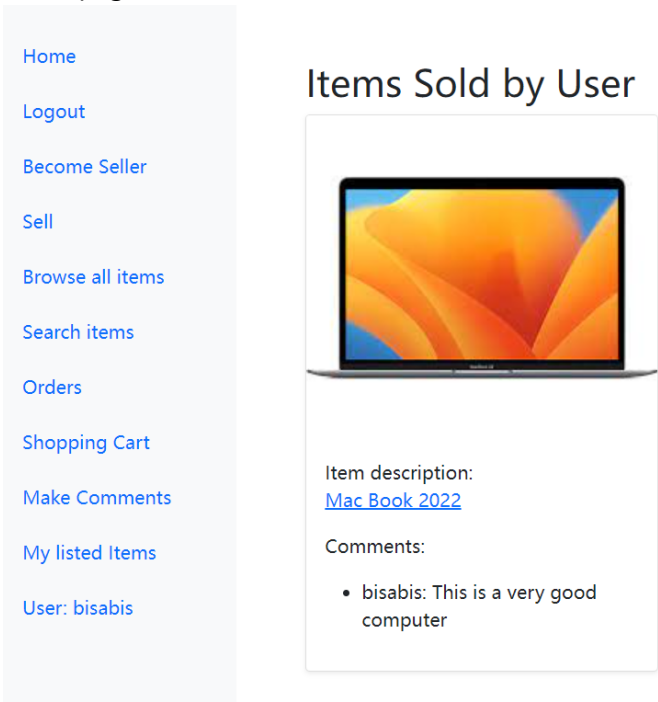 Home
Logout
Become Seller
Sell
Browse all items
Search items
Orders
Shopping Cart
Make Comments
My listed Items
User: bisabis
Items Sold by User
Item description:
Mac Book 2022
Comments:
• bisabis: This is a very good
computer